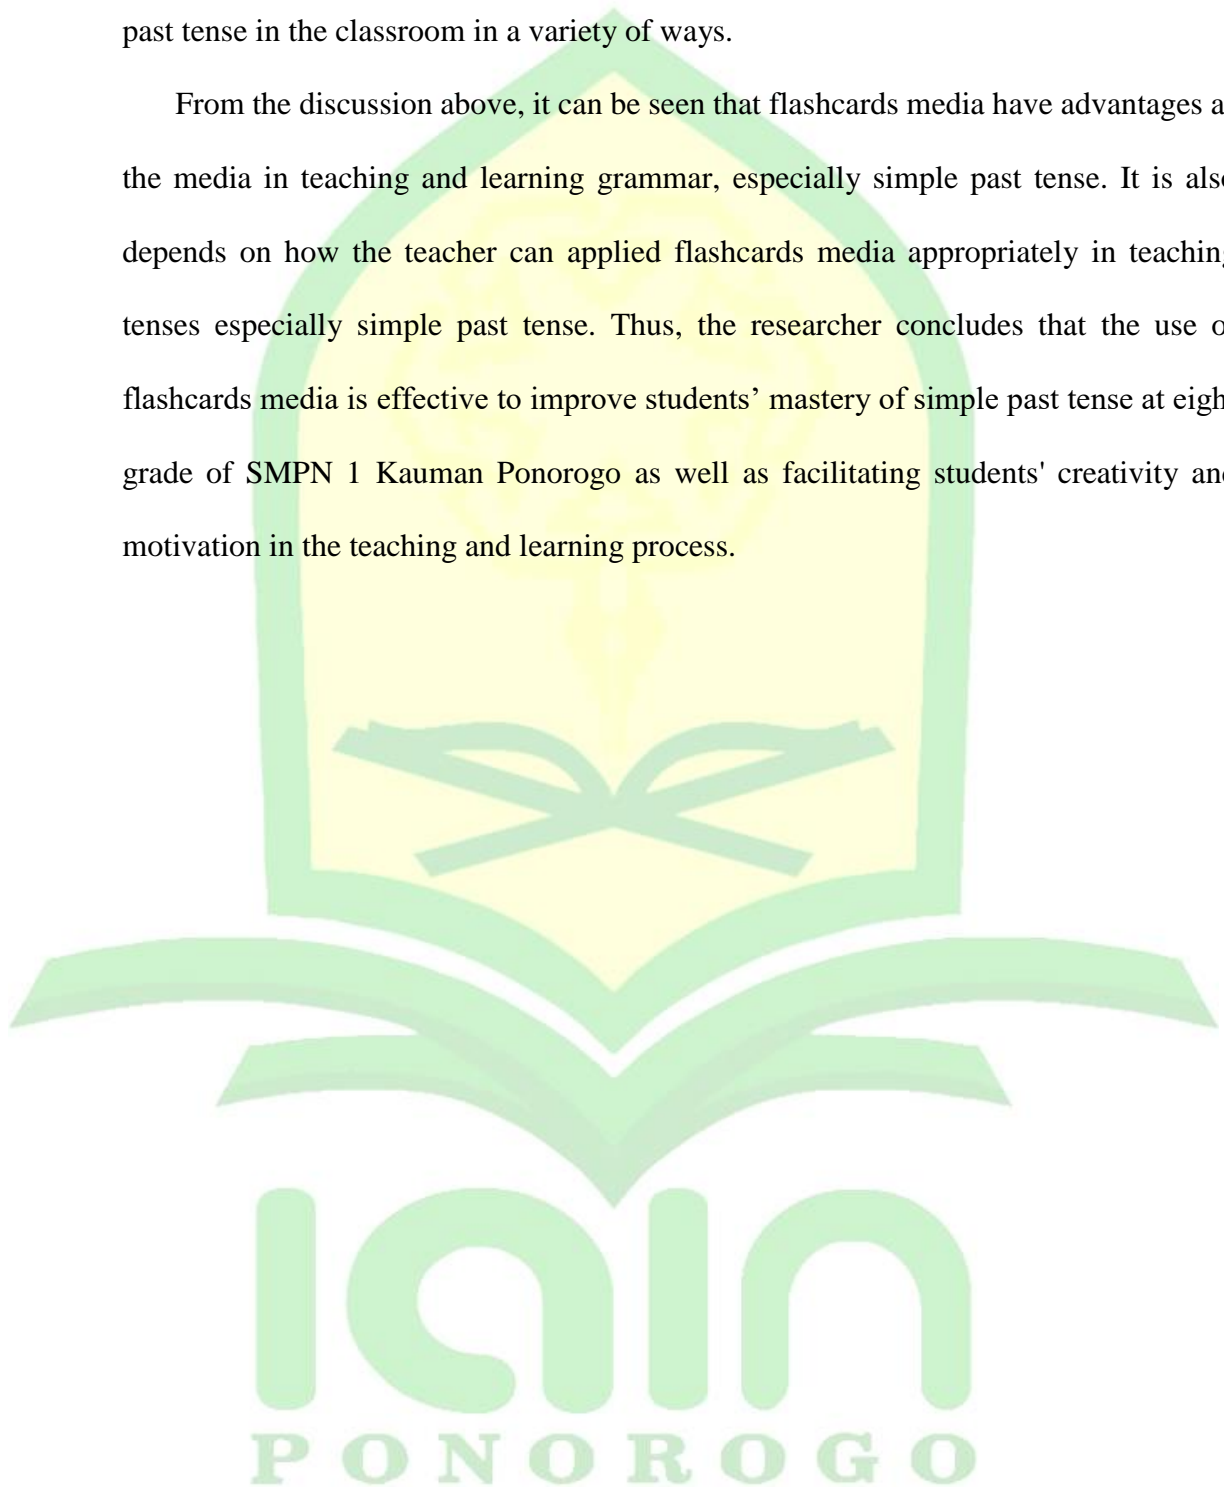 past tense in the classroom in a variety of ways.
From the discussion above, it can be seen that flashcards media have advantages a
the media in teaching and learning grammar, especially simple past tense. It is also
depends on how the teacher can applied flashcards media appropriately in teaching
tenses especially simple past tense. Thus, the researcher concludes that the use o
flashcards media is effective to improve students’ mastery of simple past tense at eigh
grade of SMPN 1 Kauman Ponorogo as well as facilitating students' creativity and
motivation in the teaching and learning process.
iain
PONOROGO